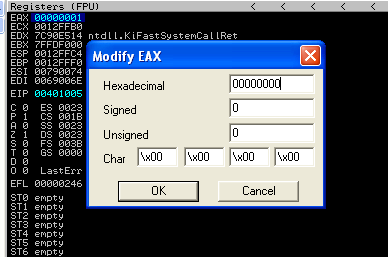 Registers (FPU) < < < < <
EAX 00000001
ECX 0012FFB0
EDX 7C90E514 ntdll.KiFastSystemCallRet
EBX 7FFDF000
ESP 0012FFC4
EBP 0012FFF0
ESI 00790074
EDI 0069006E
EIP 00401005
C 0 ES 0023
P 1 CS 001B
A 0 SS 0023
Z 1 DS 0023
S 0 FS 003B
T 0 GS 0000
D 0
O 0 LastErr
EFL 00000246
ST0 empty
ST1 empty
ST2 empty
ST3 empty
ST4 empty
ST5 empty
ST6 empty
Modify EAX
Hexadecimal 00000000
Signed 0
Unsigned 0
Char \x00 \x00 \x00 \x00
OK Cancel